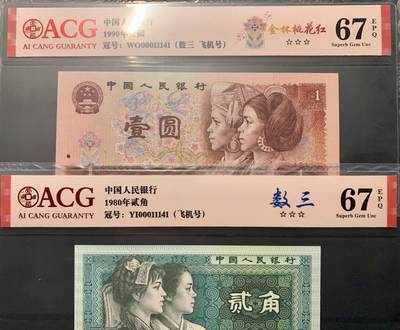 ACG
AI CANG GUARANTY
中国人民银行
1990年壹圆
冠号：WO00011141（数三 飞机号）
金杯桃花红
☆☆☆
67 EPQ
Superb Gem Unc
中国人民银行
壹圆
1
ACG
AI CANG GUARANTY
中国人民银行
1980年贰角
冠号：YI00011141（飞机号）
数三
☆☆☆
67 EPQ
Superb Gem Unc
中国人民银行
贰角